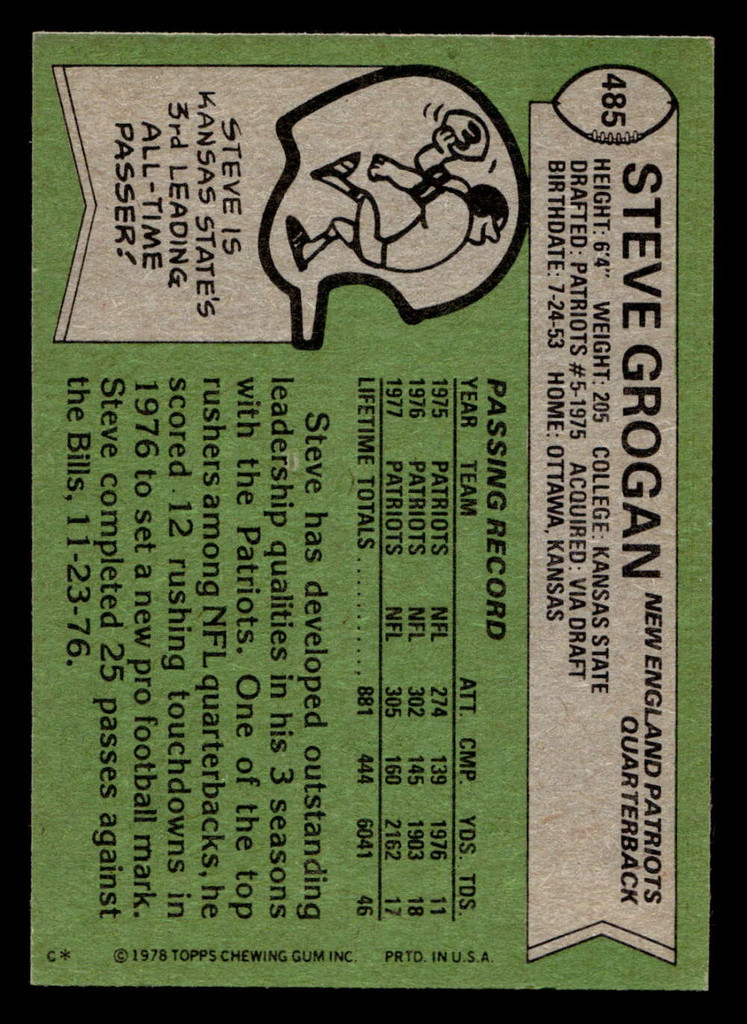 485
STEVE GROGAN
NEW ENGLAND PATRIOTS
QUARTERBACK
HEIGHT: 6'4" WEIGHT: 205 COLLEGE: KANSAS STATE
DRAFTED: PATRIOTS #5-1975 ACQUIRED: VIA DRAFT
BIRTHDATE: 7-24-53 HOME: OTTAWA, KANSAS
STEVE IS
KANSAS STATE'S
3rd LEADING
ALL-TIME
PASSER!
PASSING RECORD
YEAR TEAM ATT. CMP. YDS. TDS.
1975 PATRIOTS NFL 274 139 1976 11
1976 PATRIOTS NFL 302 145 1903 18
1977 PATRIOTS NFL 305 160 2162 17
LIFETIME TOTALS ........... 881 444 6041 46
Steve has developed outstanding
leadership qualities in his 3 seasons
with the Patriots. One of the top
rushers among NFL quarterbacks, he
scored 12 rushing touchdowns in
1976 to set a new pro football mark.
Steve completed 25 passes against
the Bills, 11-23-76.
C* ©1978 TOPPS CHEWING GUM INC. PRTD. IN U.S.A.